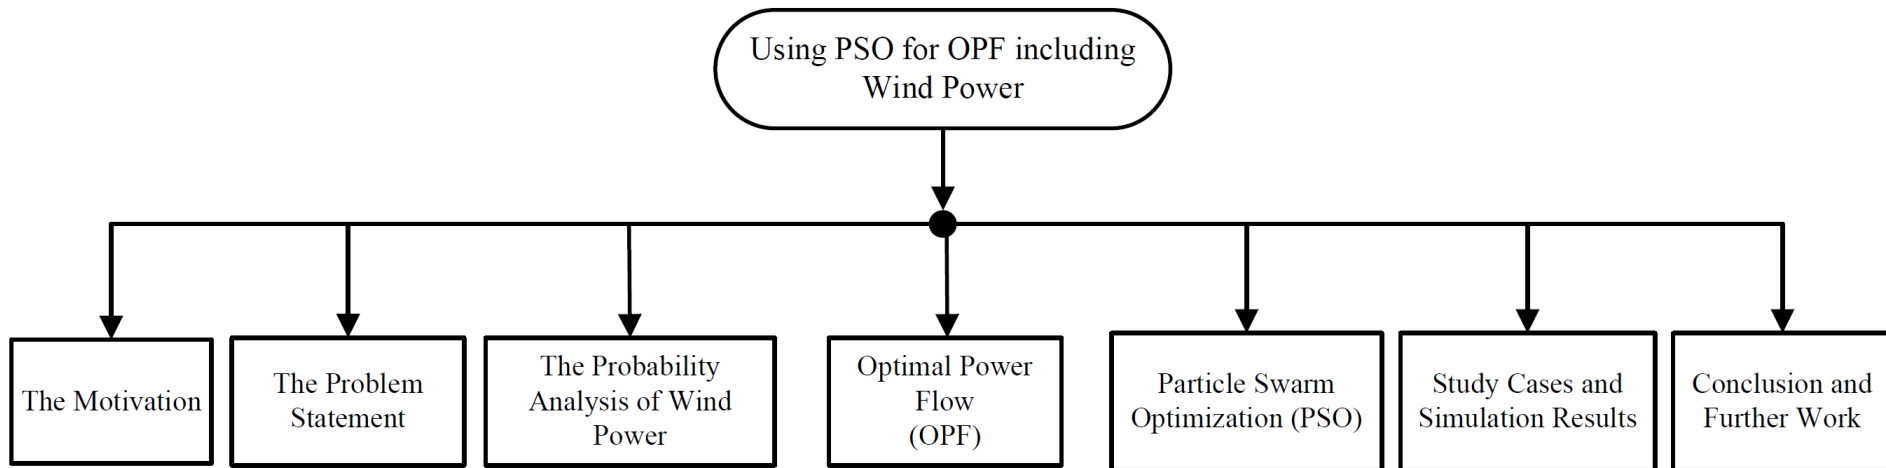 Using PSO for OPF including
Wind Power
The Motivation
The Problem
Statement
The Probability
Analysis of Wind
Power
Optimal Power
Flow
(OPF)
Particle Swarm
Optimization (PSO)
Study Cases and
Simulation Results
Conclusion and
Further Work